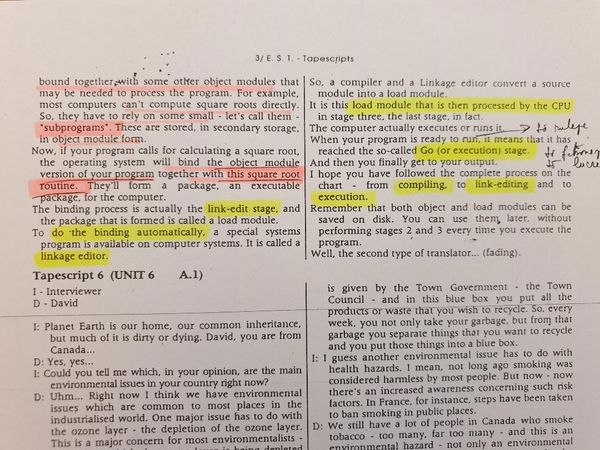 3/ E. S. T. - Tapescripts
bound together with some other object modules that
may be needed to process the program. For example,
most computers can't compute square roots directly.
So, they have to rely on some small - let's call them -
"subprograms". These are stored, in secondary storage,
in object module form.
Now, if your program calls for calculating a square root,
the operating system will bind the object module
version of your program together with this square root
routine. They'll form a package, an executable
package, for the computer.
The binding process is actually the link-edit stage, and
the package that is formed is called a load module.
To do the binding automatically, a special systems
program is available on computer systems. It is called a
linkage editor.
So, a compiler and a Linkage editor convert a source
module into a load module.
It is this load module that is then processed by the CPU
in stage three, the last stage, in fact.
The computer actually executes or runs it.
When your program is ready to run, it means that it has
reached the so-called Go (or execution) stage.
And then you finally get to your output.
I hope you have followed the complete process on the
chart - from compiling, to link-editing and to
execution.
Remember that both object and load modules can be
saved on disk. You can use them, later, without
performing stages 2 and 3 every time you execute the
program.
Well, the second type of translator... (fading).
Tapescript 6 (UNIT 6 A.1)
I - Interviewer
D - David
I: Planet Earth is our home, our common inheritance,
but much of it is dirty or dying. David, you are from
Canada...
D: Yes, yes...
I: Could you tell me which, in your opinion, are the main
environmental issues in your country right now?
D: Uhm... Right now I think we have environmental
issues which are common to most places in the
industrialised world. One major issue has to do with
the ozone layer - the depletion of the ozone layer.
This is a major concern for most environmentalists -
is given by the Town Government - the Town
Council - and in this blue box you put all the
products or waste that you wish to recycle. So, every
week, you not only take your garbage, but from that
garbage you separate things that you want to recycle
and you put those things into a blue box.
I: I guess another environmental issue has to do with
health hazards. I mean, not long ago smoking was
considered harmless by most people. But now - now
there's an increased awareness concerning such risk
factors. In France, for instance, steps have been taken
to ban smoking in public places.
D: We still have a lot of people in Canada who smoke
tobacco - too many, far too many - and this is an
environmental hazard - not only an environmental